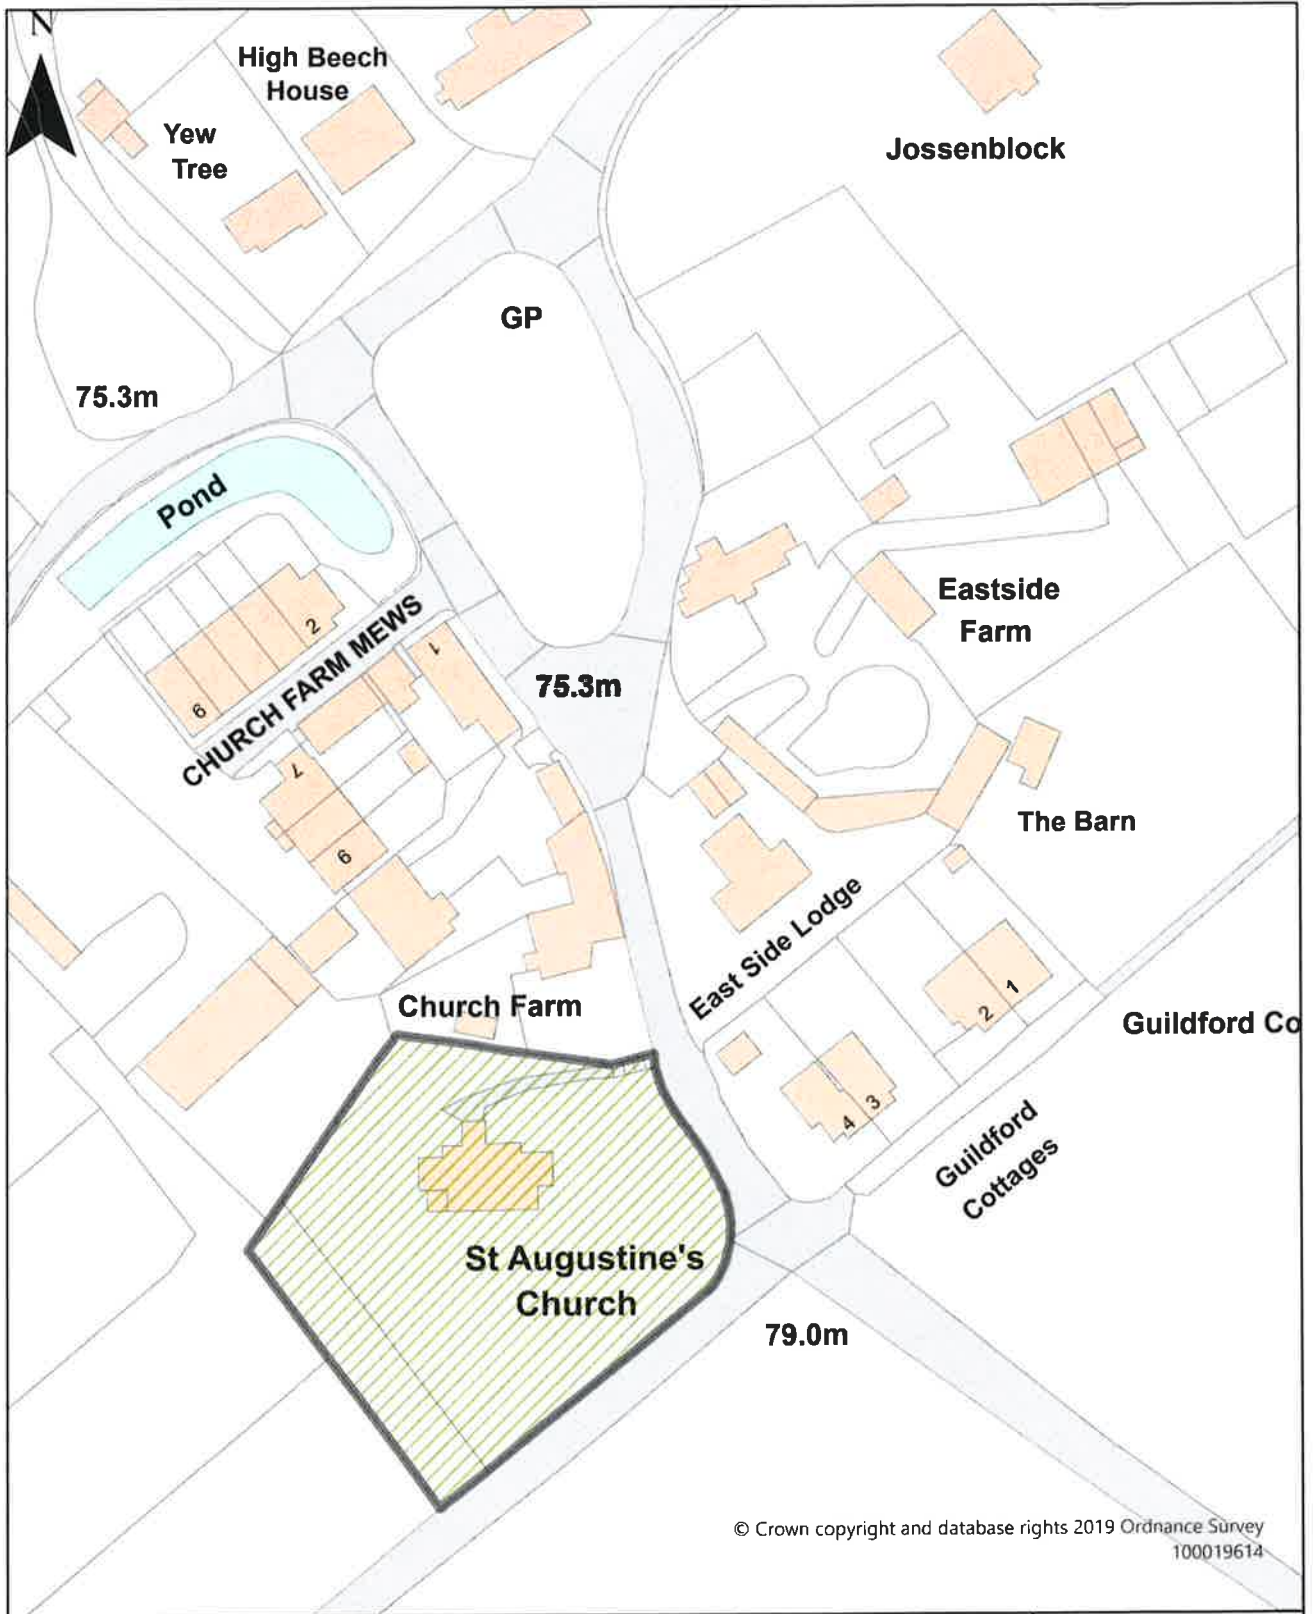 N
High Beech
House
Yew
Tree
Jossenblock
GP
75.3m
Pond
Eastside
Farm
2
CHURCH FARM MEWS
1
6
75.3m
7
The Barn
6
East Side Lodge
Church Farm
1
2
Guildford Co
3
4
Guildford
Cottages
St Augustine's
Church
79.0m
© Crown copyright and database rights 2019 Ordnance Survey
100019614